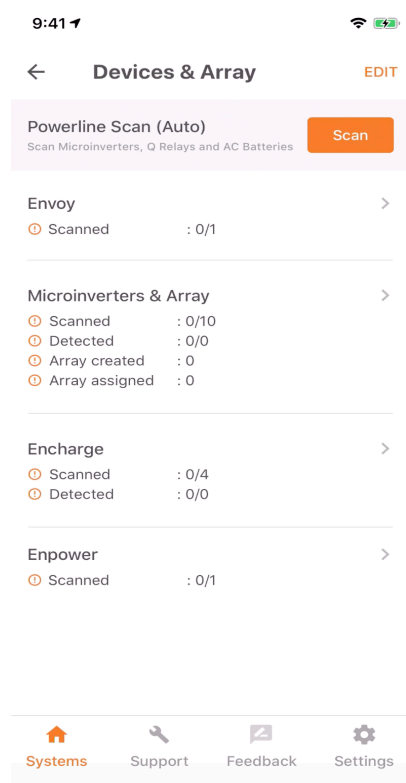 9:41
Devices & Array
EDIT
Powerline Scan (Auto)
Scan Microinverters, Q Relays and AC Batteries
Scan
Envoy
Scanned : 0/1
Microinverters & Array
Scanned : 0/10
Detected : 0/0
Array created : 0
Array assigned : 0
Encharge
Scanned : 0/4
Detected : 0/0
Enpower
Scanned : 0/1
Systems Support Feedback Settings